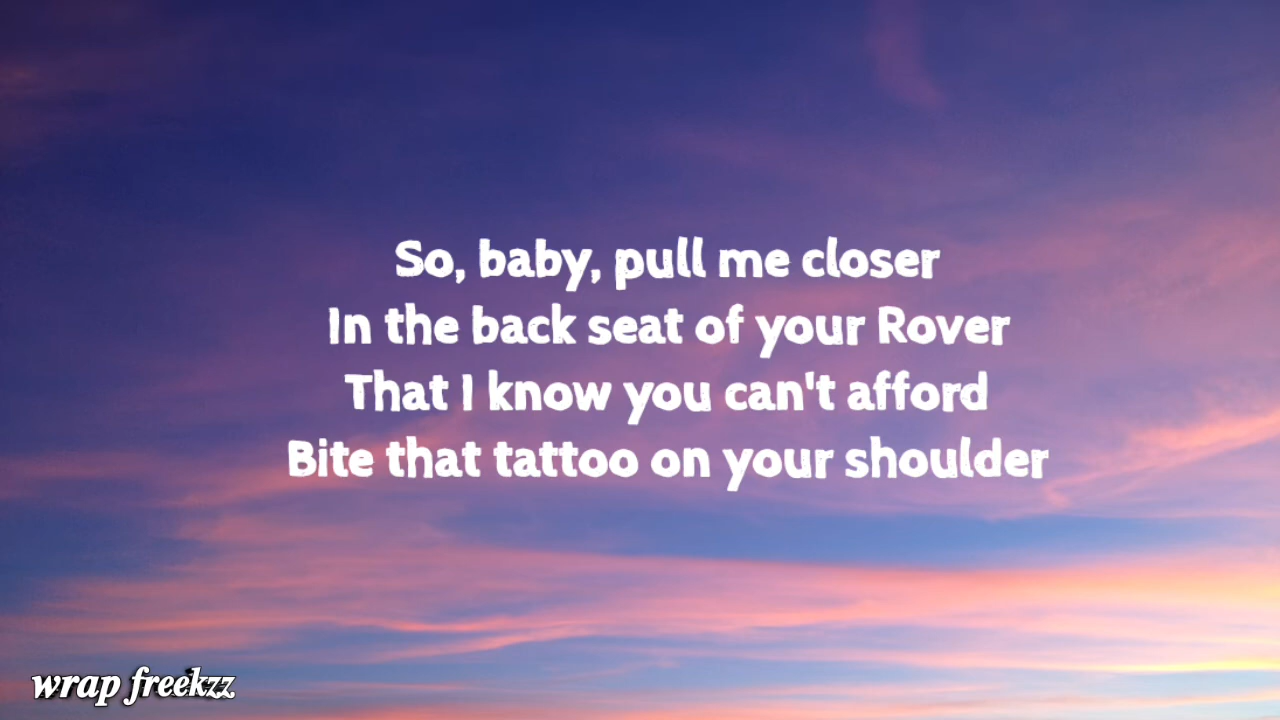 So, baby, pull me closer
In the back seat of your Rover
That I know you can't afford
Bite that tattoo on your shoulder
wrap freekzz